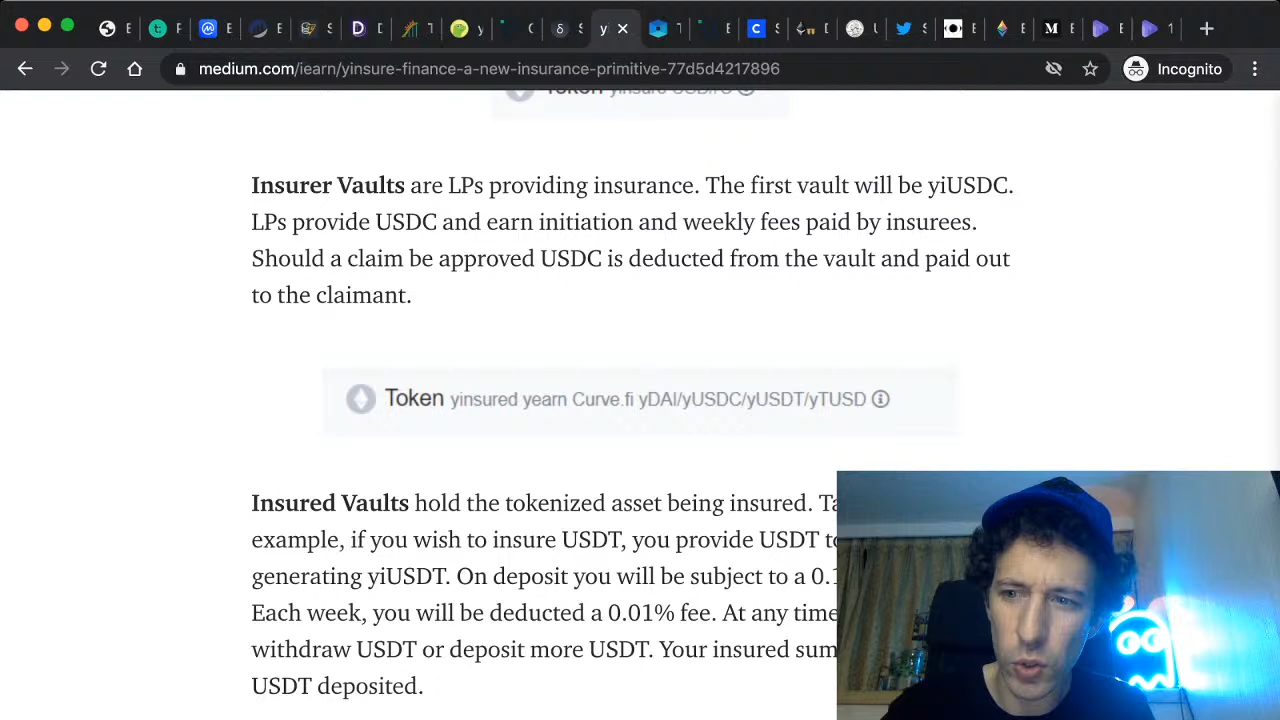 medium.com/iearn/yinsure-finance-a-new-insurance-primitive-77d5d4217896
Incognito
Token yinsure
Insurer Vaults are LPs providing insurance. The first vault will be yiUSDC.
LPs provide USDC and earn initiation and weekly fees paid by insurees.
Should a claim be approved USDC is deducted from the vault and paid out
to the claimant.
Token yinsured yearn Curve.fi yDAI/yUSDC/yUSDT/yTUSD
Insured Vaults hold the tokenized asset being insured.
example, if you wish to insure USDT, you provide USDT
generating yiUSDT. On deposit you will be subject to a
Each week, you will be deducted a 0.01% fee. At any time
withdraw USDT or deposit more USDT. Your insured sum
USDT deposited.